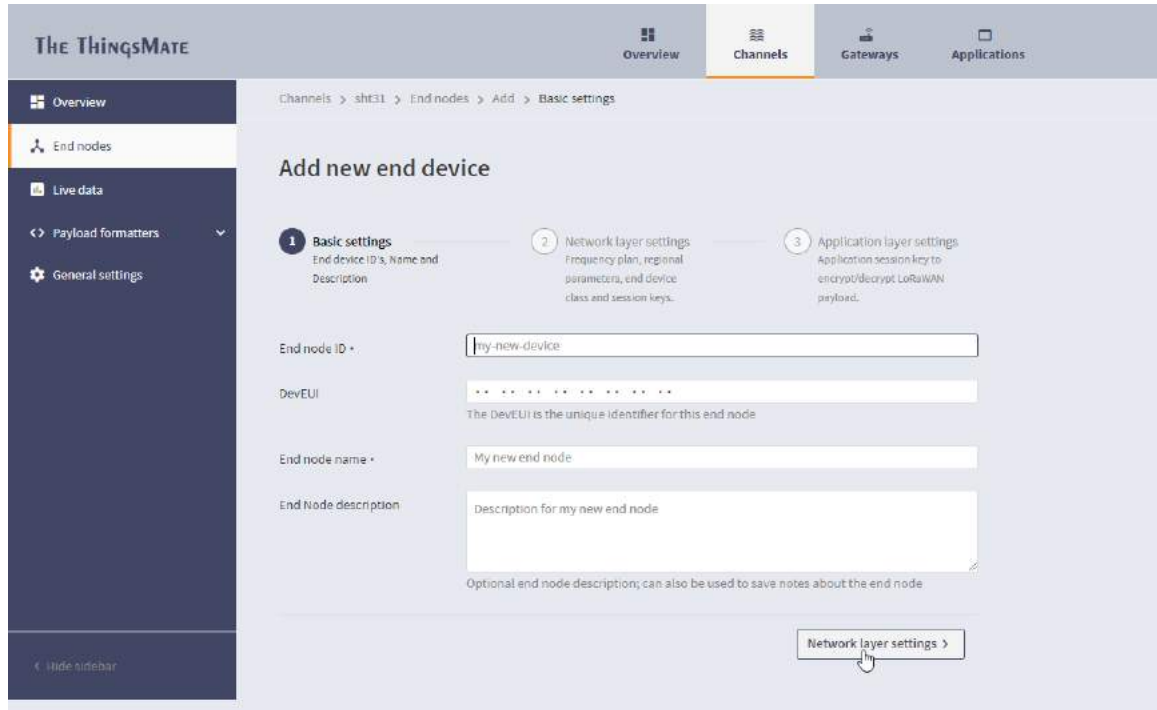 THE THINGSMATE
Overview
Channels
Gateways
Applications
Overview
End nodes
Live data
Payload formatters
General settings
Hide sidebar
Channels > sht31 > End nodes > Add > Basic settings
Add new end device
1 Basic settings
End device ID's, Name and
Description
2 Network layer settings
Frequency plan, regional
parameters, end device
class and session keys.
3 Application layer settings
Application session key to
encrypt/decrypt LoRaWAN
payload.
End node ID •
my-new-device
DevEUI
·· ·· ·· ·· ·· ·· ·· ··
The DevEUI is the unique identifier for this end node
End node name •
My new end node
End Node description
Description for my new end node
Optional end node description; can also be used to save notes about the end node
Network layer settings >